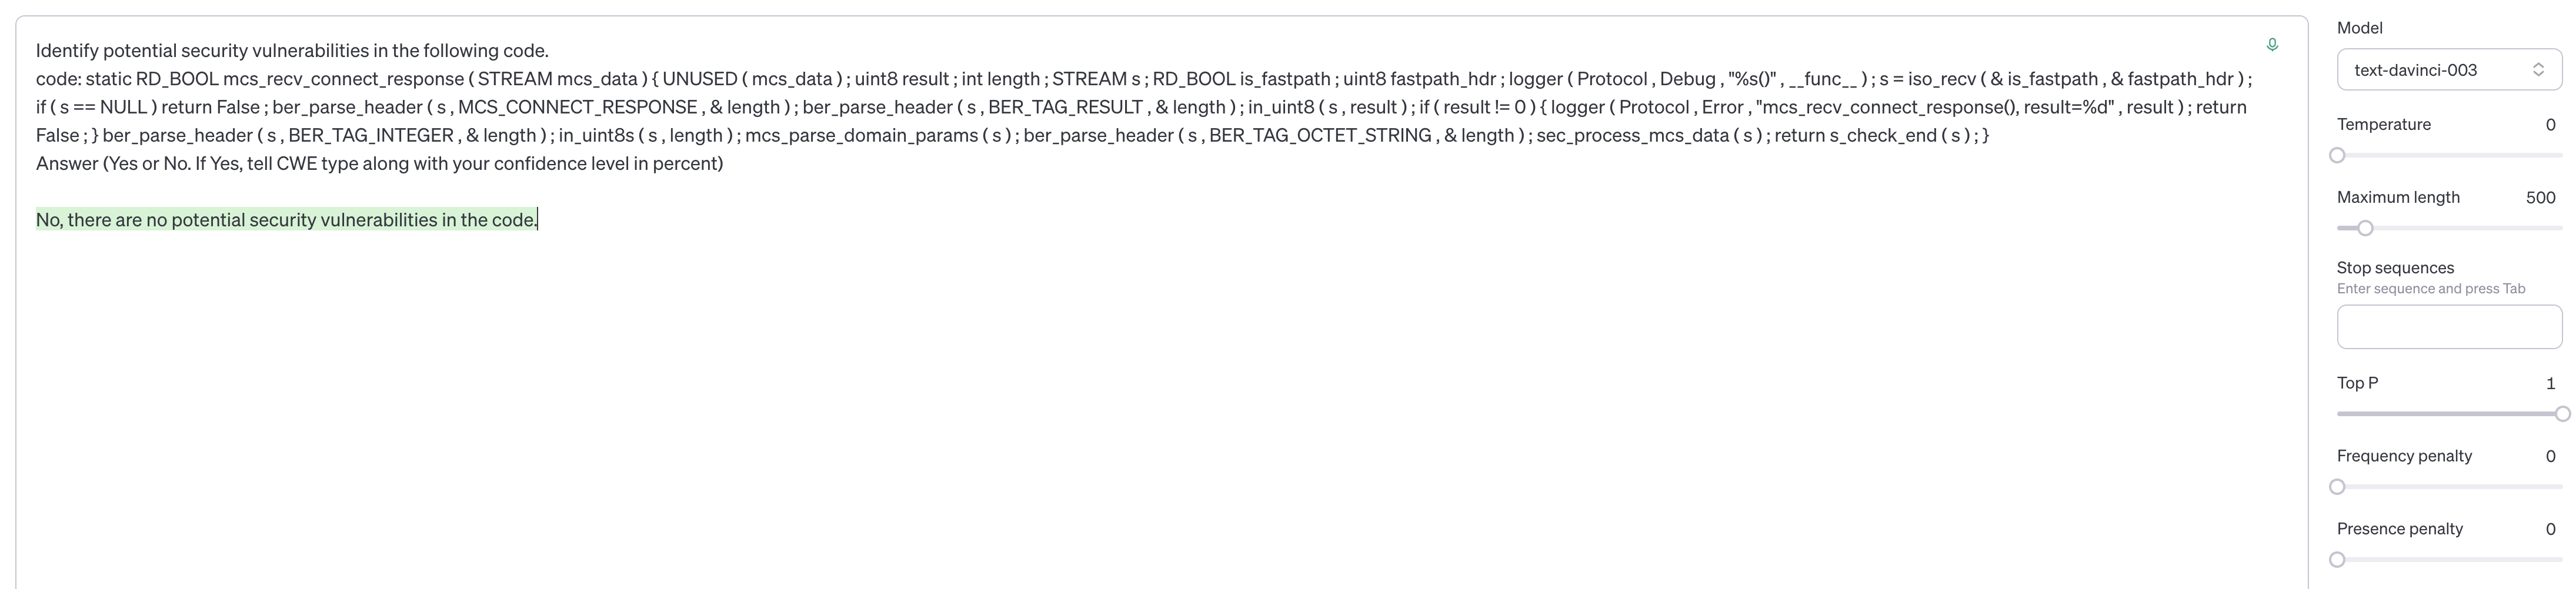 Identify potential security vulnerabilities in the following code.
code: static RD_BOOL mcs_recv_connect_response ( STREAM mcs_data ) { UNUSED ( mcs_data ) ; uint8 result ; int length ; STREAM s ; RD_BOOL is_fastpath ; uint8 fastpath_hdr ; logger ( Protocol , Debug , "%s()" , __func__ ) ; s = iso_recv ( & is_fastpath , & fastpath_hdr ) ;
if ( s == NULL ) return False ; ber_parse_header ( s , MCS_CONNECT_RESPONSE , & length ) ; ber_parse_header ( s , BER_TAG_RESULT , & length ) ; in_uint8 ( s , result ) ; if ( result != 0 ) { logger ( Protocol , Error , "mcs_recv_connect_response(), result=%d" , result ) ; return
False ; } ber_parse_header ( s , BER_TAG_INTEGER , & length ) ; in_uint8s ( s , length ) ; mcs_parse_domain_params ( s ) ; ber_parse_header ( s , BER_TAG_OCTET_STRING , & length ) ; sec_process_mcs_data ( s ) ; return s_check_end ( s ) ; }
Answer (Yes or No. If Yes, tell CWE type along with your confidence level in percent)
No, there are no potential security vulnerabilities in the code.
Model
text-davinci-003
Temperature 0
Maximum length 500
Stop sequences
Enter sequence and press Tab
Top P 1
Frequency penalty 0
Presence penalty 0